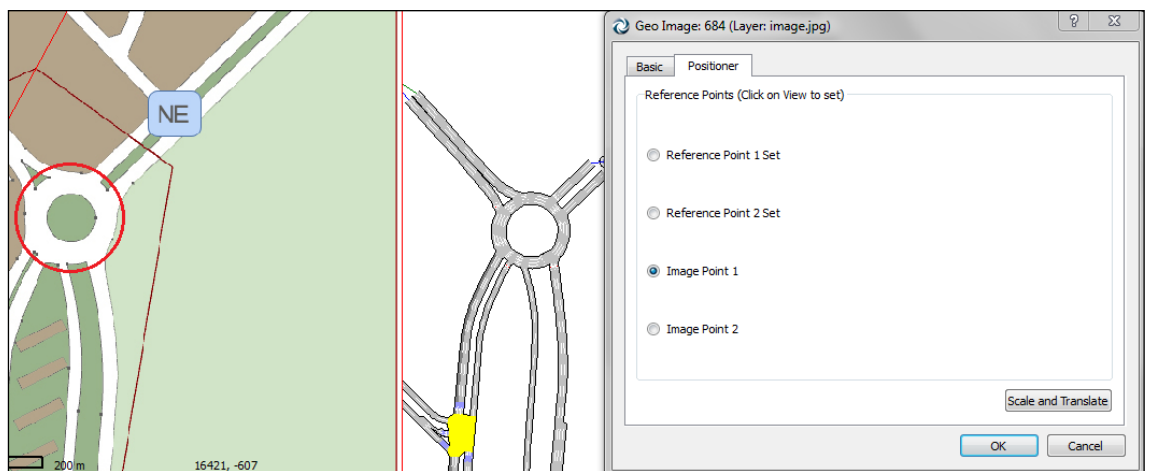 NE
200 m
16421, -607
Geo Image: 684 (Layer: image.jpg)
Basic
Positioner
Reference Points (Click on View to set)
Reference Point 1 Set
Reference Point 2 Set
Image Point 1
Image Point 2
Scale and Translate
OK
Cancel